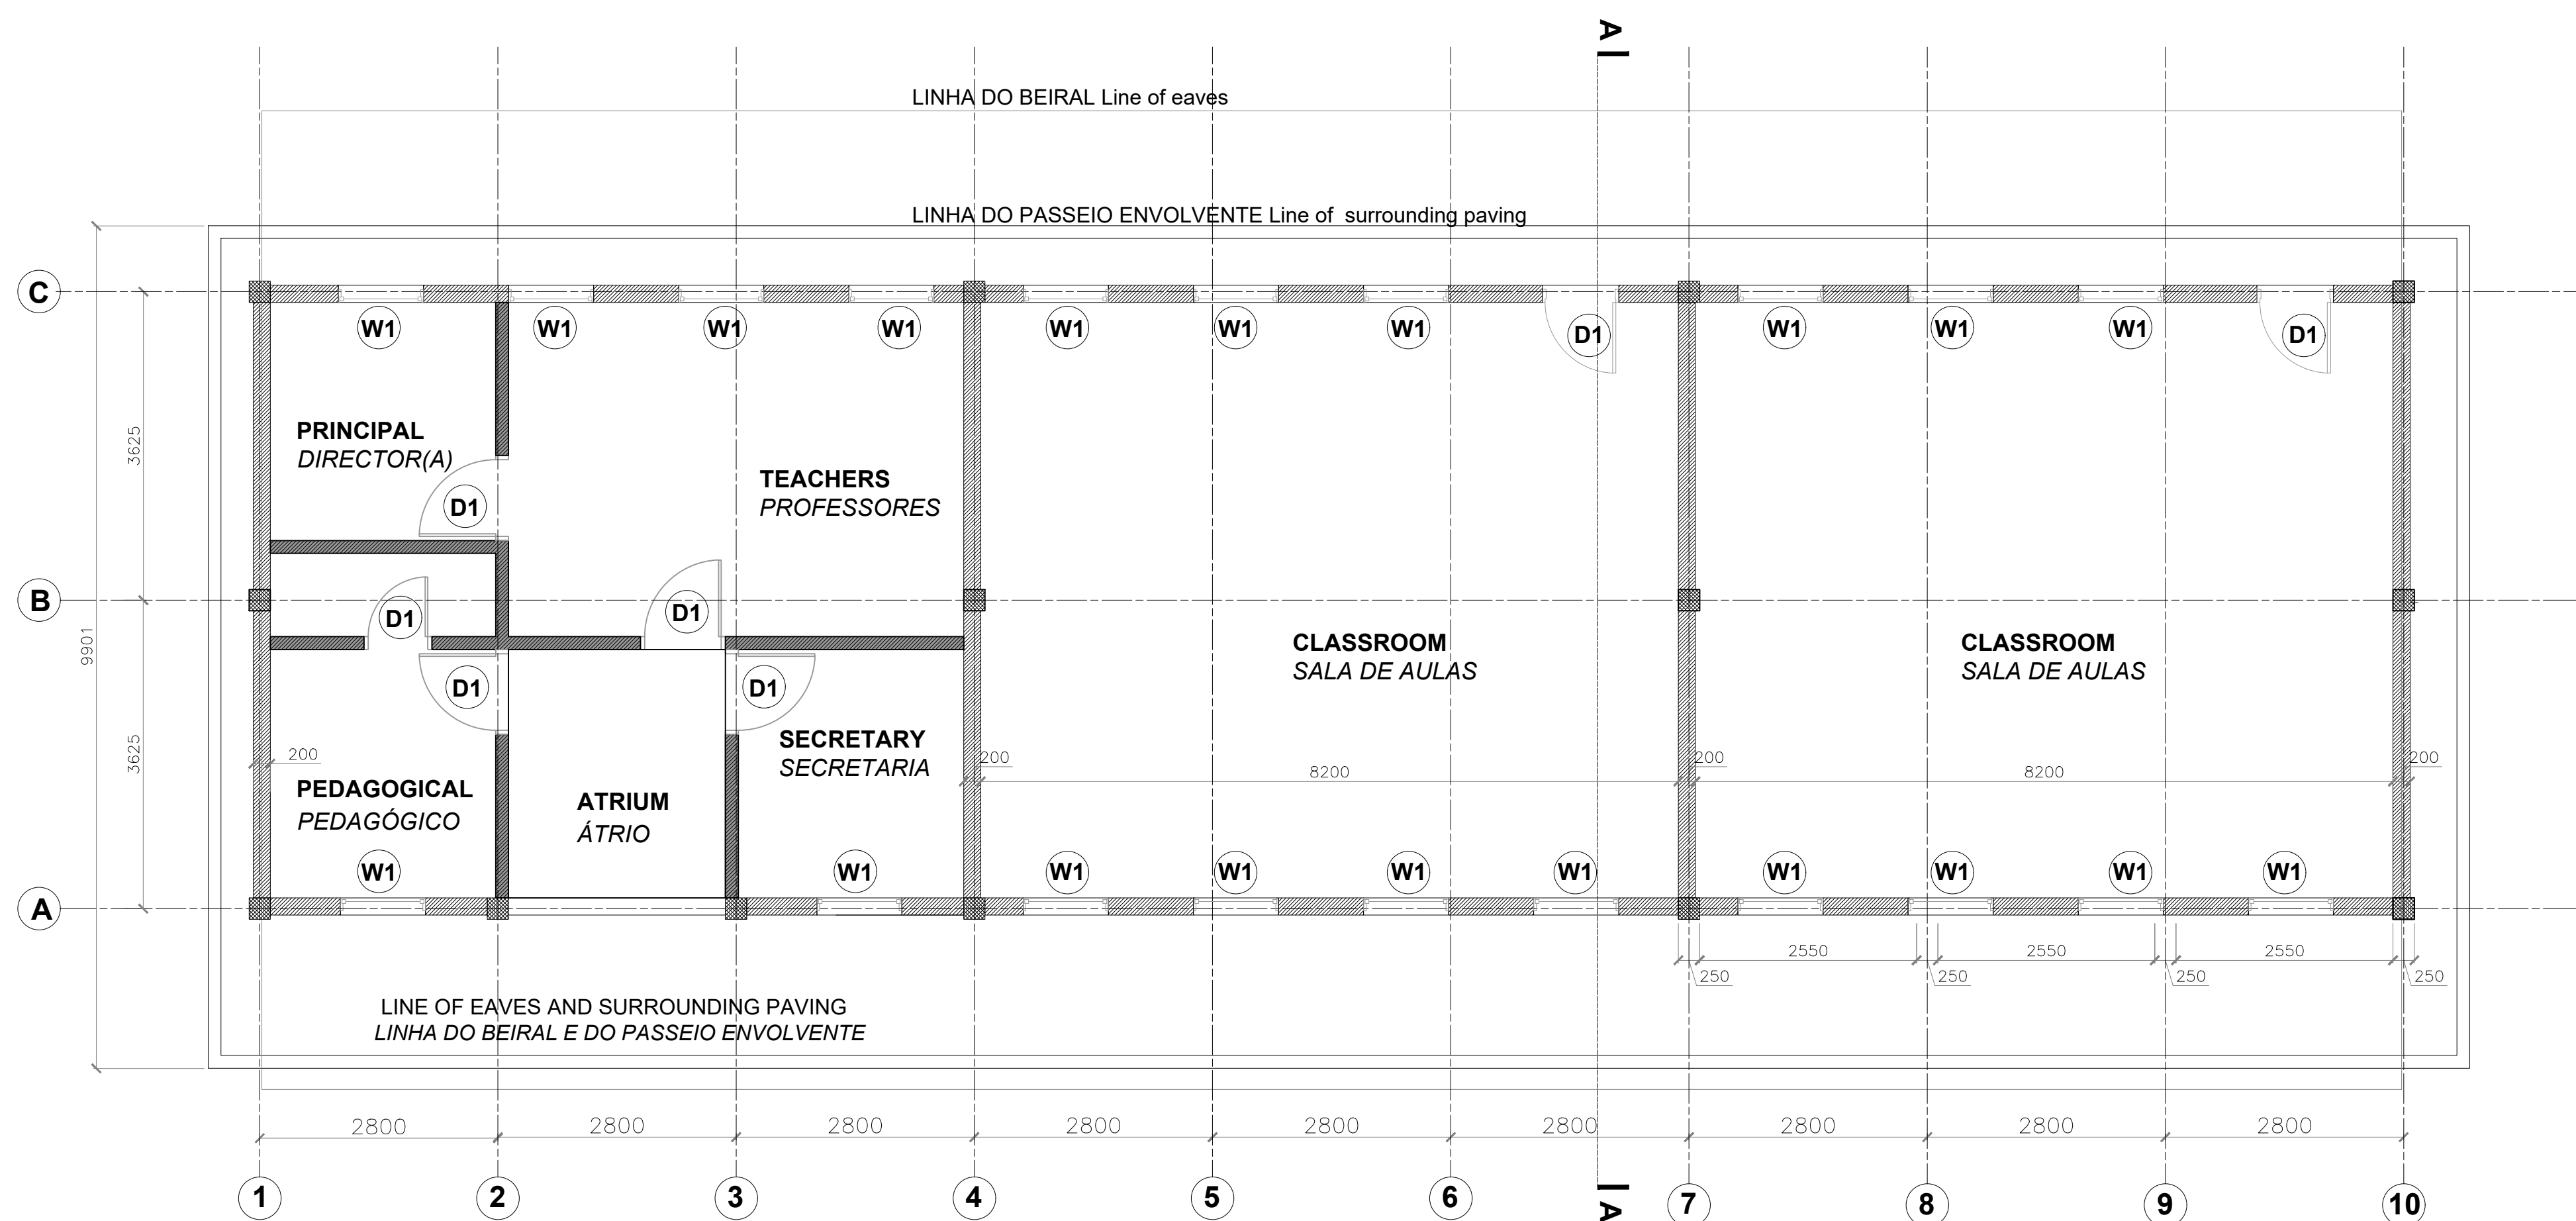 A
LINHA DO BEIRAL Line of eaves
LINHA DO PASSEIO ENVOLVENTE Line of surrounding paving
C
W1 W1 W1 W1 W1 W1 W1 D1 W1 W1 W1 D1
3625
PRINCIPAL
DIRECTOR(A)
TEACHERS
PROFESSORES
D1
B
D1
D1
9901
CLASSROOM
SALA DE AULAS
CLASSROOM
SALA DE AULAS
D1
D1
3625
SECRETARY
SECRETARIA
200
200
8200
200
8200
200
PEDAGOGICAL
PEDAGÓGICO
ATRIUM
ÁTRIO
W1 W1 W1 W1 W1 W1 W1 W1 W1 W1
A
2550 2550 2550
250 250 250 250
LINE OF EAVES AND SURROUNDING PAVING
LINHA DO BEIRAL E DO PASSEIO ENVOLVENTE
2800 2800 2800 2800 2800 2800 2800 2800 2800
1 2 3 4 5 6 7 8 9 10
A